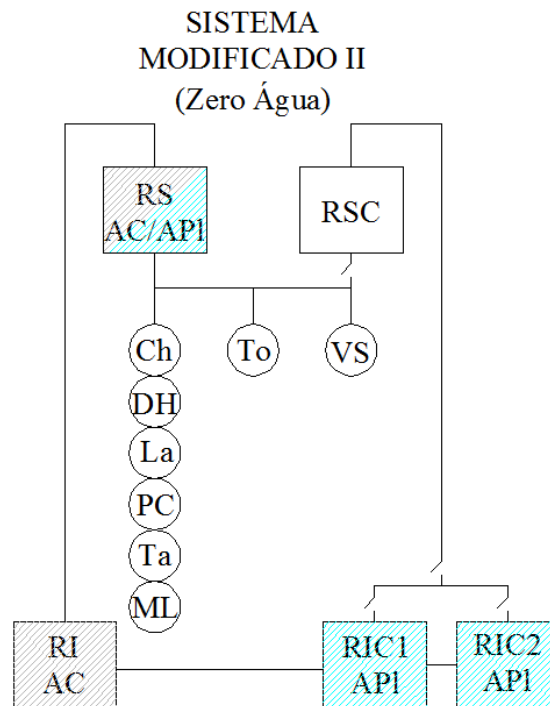 SISTEMA
MODIFICADO II
(Zero Água)
RS
AC/APl
RSC
Ch
To
VS
DH
La
PC
Ta
ML
RI
AC
RIC1
APl
RIC2
APl